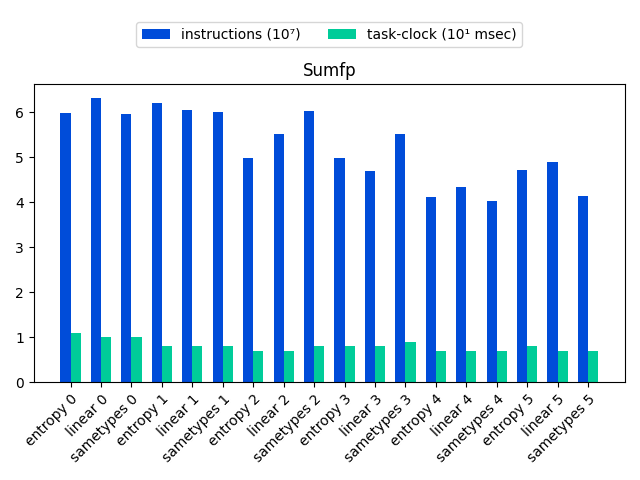 instructions (10⁷) task-clock (10¹ msec)
Sumfp
6
5
4
3
2
1
0
entropy 0 linear 0 sametypes 0 entropy 1 linear 1 sametypes 1 entropy 2 linear 2 sametypes 2 entropy 3 linear 3 sametypes 3 entropy 4 linear 4 sametypes 4 entropy 5 linear 5 sametypes 5